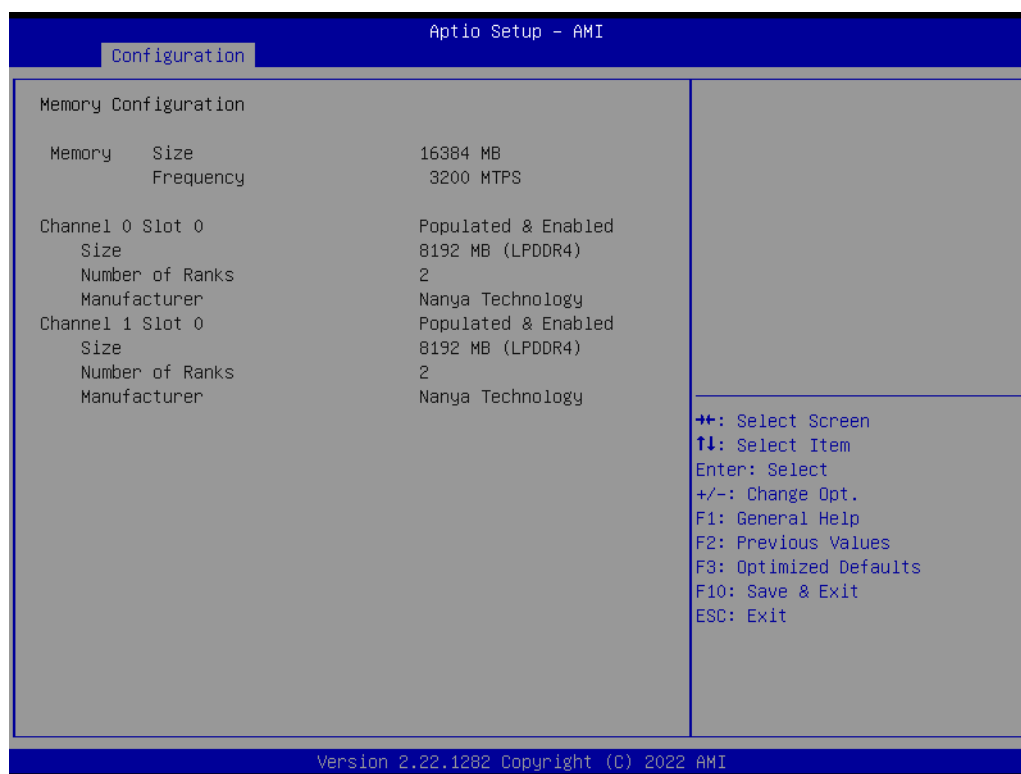 Aptio Setup – AMI
Configuration
Memory Configuration
Memory Size 16384 MB
Frequency 3200 MTPS
Channel 0 Slot 0 Populated & Enabled
Size 8192 MB (LPDDR4)
Number of Ranks 2
Manufacturer Nanya Technology
Channel 1 Slot 0 Populated & Enabled
Size 8192 MB (LPDDR4)
Number of Ranks 2
Manufacturer Nanya Technology
→←: Select Screen
↑↓: Select Item
Enter: Select
+/-: Change Opt.
F1: General Help
F2: Previous Values
F3: Optimized Defaults
F10: Save & Exit
ESC: Exit
Version 2.22.1282 Copyright (C) 2022 AMI